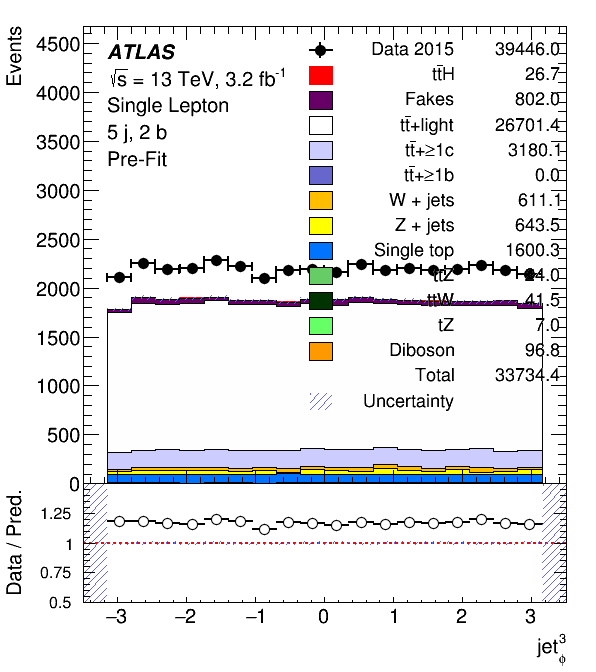 Events
4500
4000
3500
3000
2500
2000
1500
1000
500
0
ATLAS
√s = 13 TeV, 3.2 fb⁻¹
Single Lepton
5 j, 2 b
Pre-Fit
Data 2015 39446.0
tt̄H 26.7
Fakes 802.0
tt̄+light 26701.4
tt̄+≥1c 3180.1
tt̄+≥1b 0.0
W + jets 611.1
Z + jets 643.5
Single top 1600.3
tt̄Z 4.0
tt̄W 41.5
tZ 7.0
Diboson 96.8
Total 33734.4
Uncertainty
Data / Pred.
1.25
1
0.75
0.5
−3 −2 −1 0 1 2 3
jet³ϕ